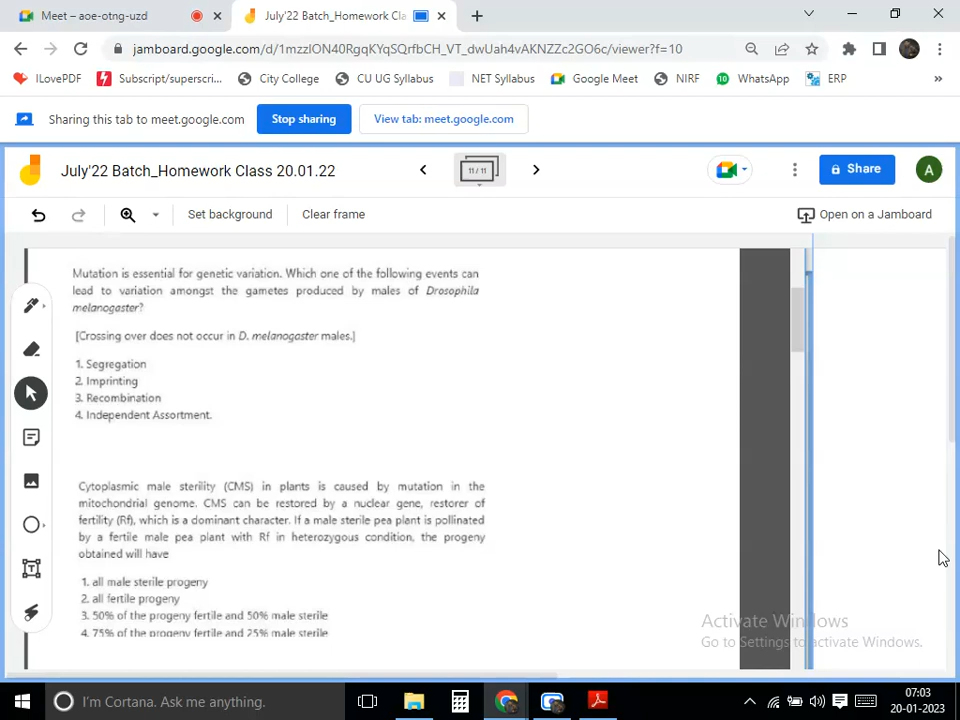 Meet – aoe-otng-uzd
July'22 Batch_Homework Cla
jamboard.google.com/d/1mzzlON40RgqKYqSQrfbCH_VT_dwUah4vAKNZZc2GO6c/viewer?f=10
ILovePDF
Subscript/superscri...
City College
CU UG Syllabus
NET Syllabus
Google Meet
NIRF
10
WhatsApp
ERP
»
Sharing this tab to meet.google.com
Stop sharing
View tab: meet.google.com
July'22 Batch_Homework Class 20.01.22
11 / 11
Share
A
Set background
Clear frame
Open on a Jamboard
Mutation is essential for genetic variation. Which one of the following events can
lead to variation amongst the gametes produced by males of Drosophila
melanogaster?
[Crossing over does not occur in D. melanogaster males.]
1. Segregation
2. Imprinting
3. Recombination
4. Independent Assortment.
Cytoplasmic male sterility (CMS) in plants is caused by mutation in the
mitochondrial genome. CMS can be restored by a nuclear gene, restorer of
fertility (Rf), which is a dominant character. If a male sterile pea plant is pollinated
by a fertile male pea plant with Rf in heterozygous condition, the progeny
obtained will have
1. all male sterile progeny
2. all fertile progeny
3. 50% of the progeny fertile and 50% male sterile
4. 75% of the progeny fertile and 25% male sterile
Activate Windows
Go to Settings to activate Windows.
I'm Cortana. Ask me anything.
07:03
20-01-2023